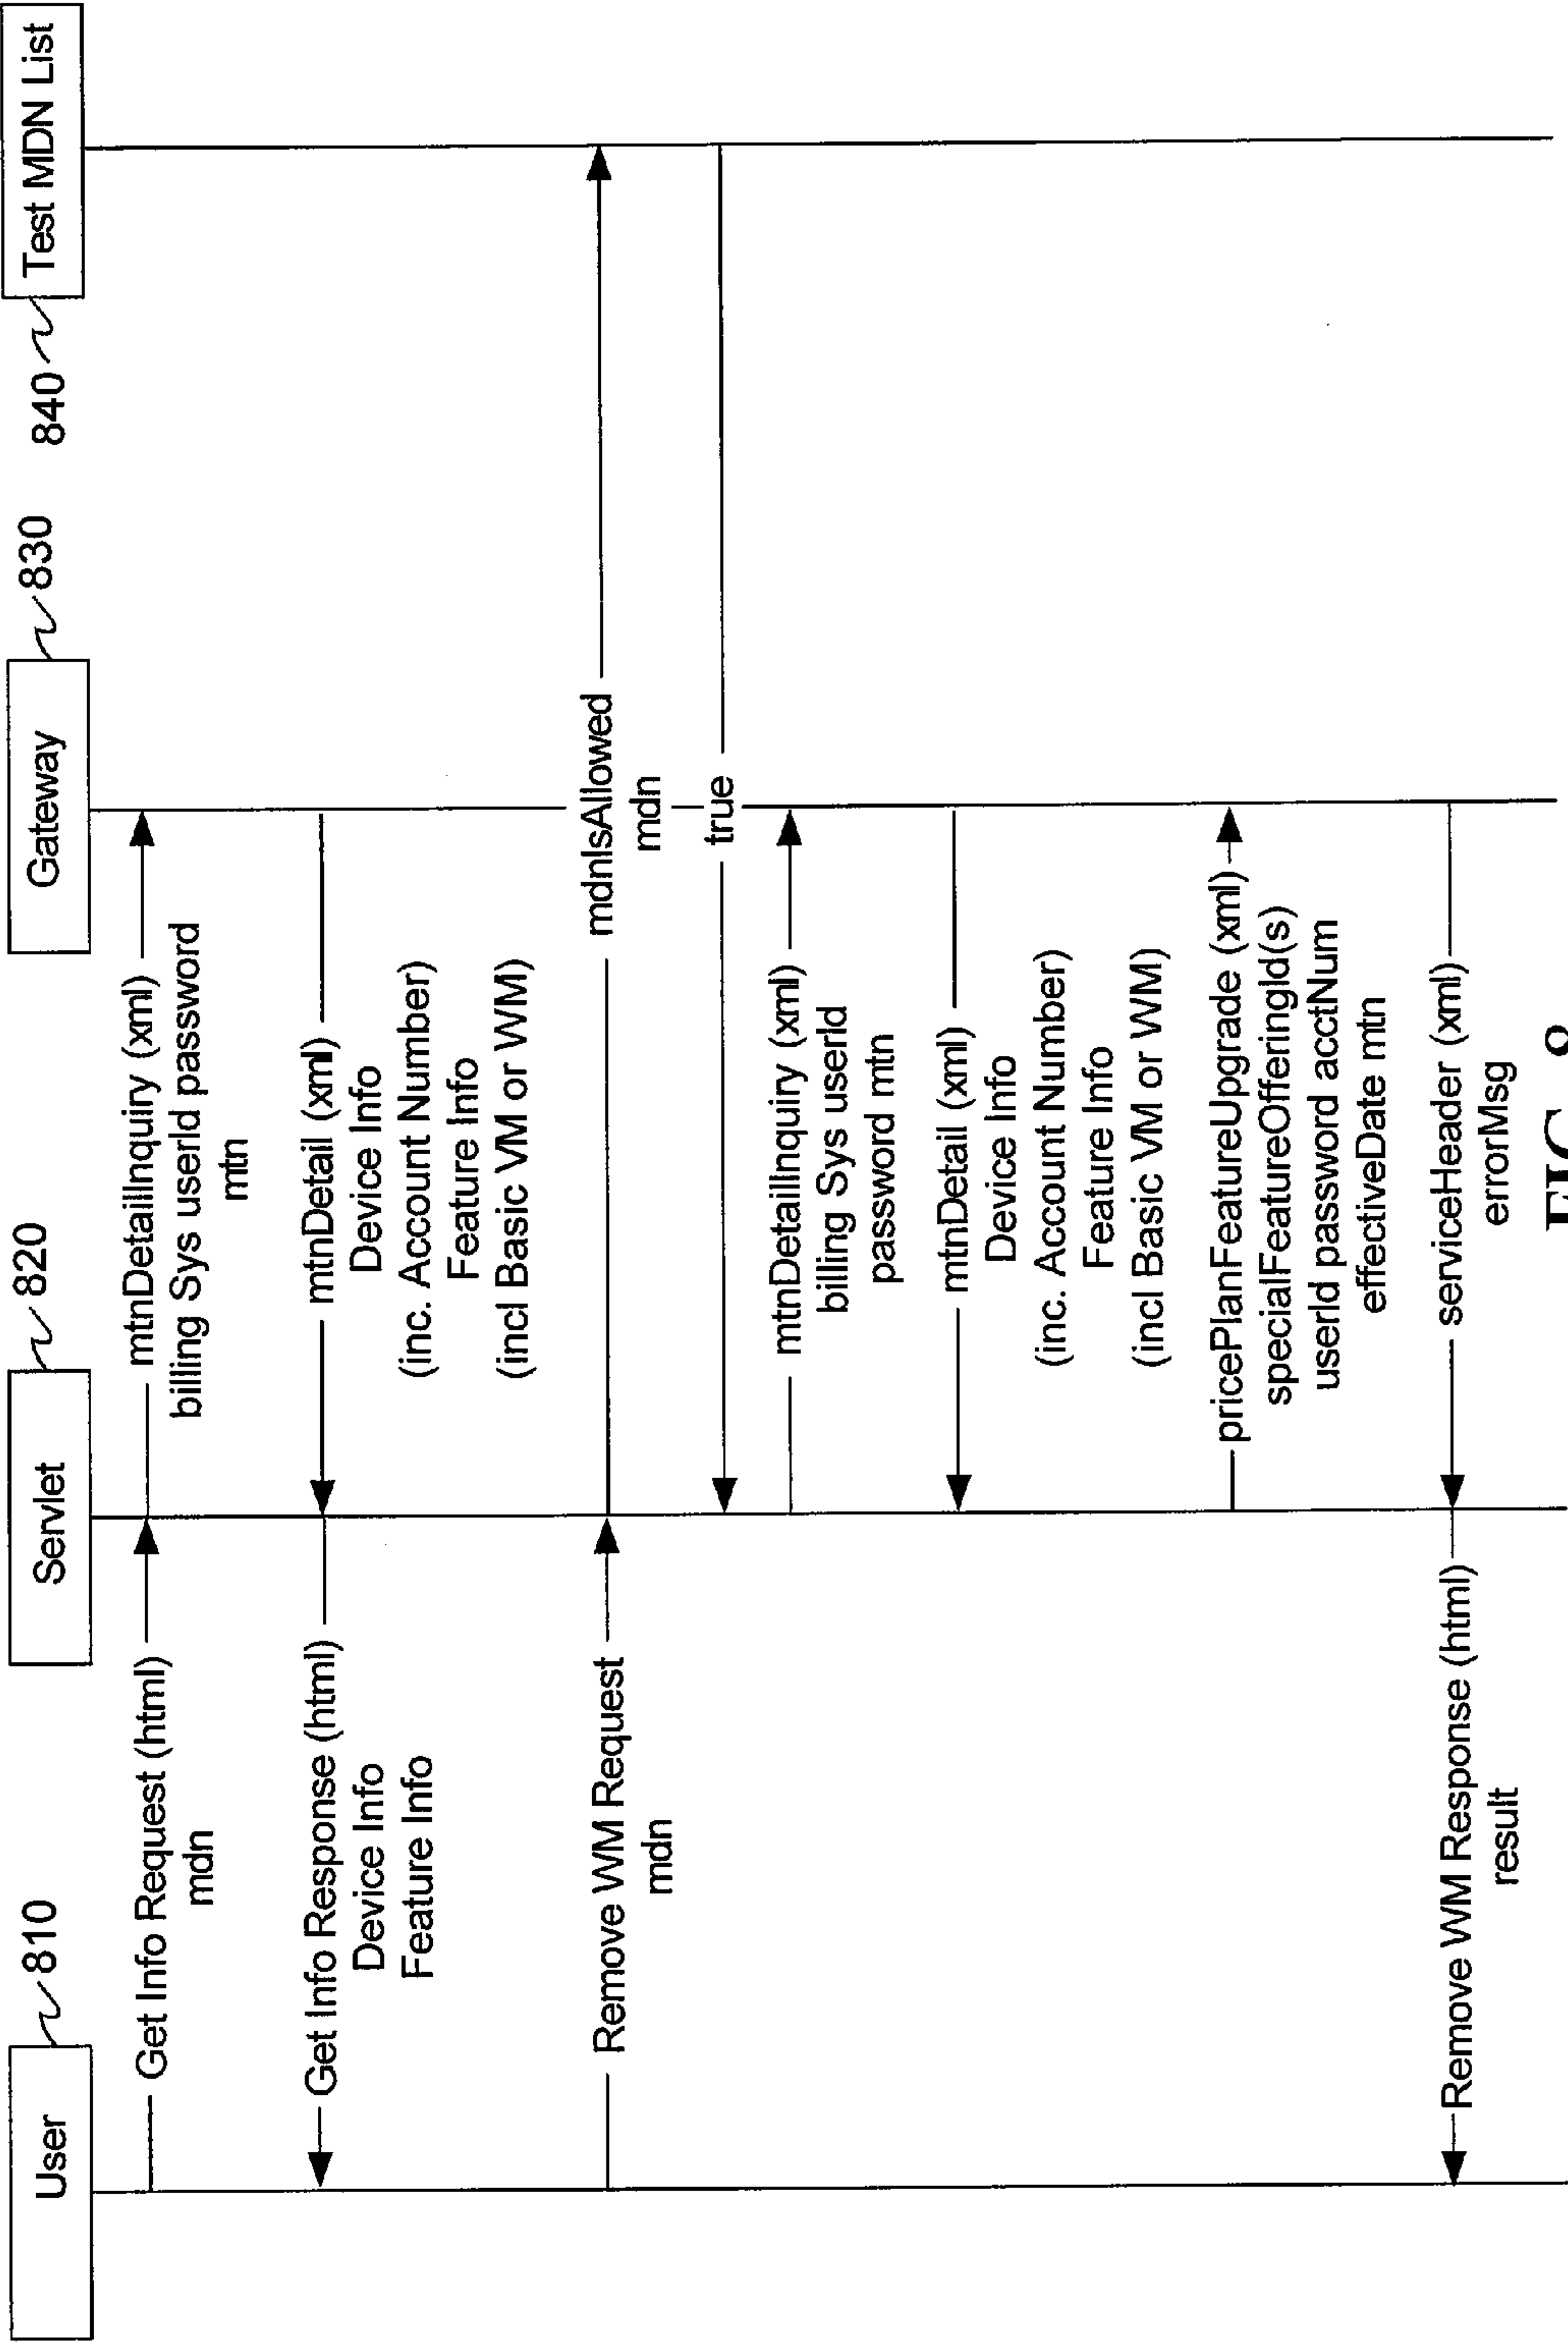 User
810
Servlet
820
Gateway
830
840
Test MDN List
Get Info Request (html)
mdn
mtnDetailInquiry (xml)
billing Sys userId password
mtn
mtnDetail (xml)
Device Info
(inc. Account Number)
Feature Info
(incl Basic VM or WM)
Get Info Response (html)
Device Info
Feature Info
Remove WM Request
mdn
mdnIsAllowed
mdn
true
mtnDetailInquiry (xml)
billing Sys userId
password mtn
mtnDetail (xml)
Device Info
(inc. Account Number)
Feature Info
(incl Basic VM or WM)
pricePlanFeatureUpgrade (xml)
specialFeatureOfferingId(s)
userId password acctNum
effectiveDate mtn
serviceHeader (xml)
errorMsg
Remove WM Response (html)
result
FIG. 8